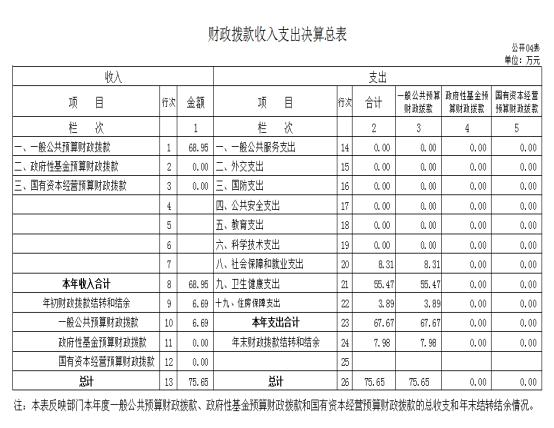 财政拨款收入支出决算总表
公开04表
单位：万元
收入 支出
项 目 行次 金额 项 目 行次 合计 一般公共预算财政拨款 政府性基金预算财政拨款 国有资本经营预算财政拨款
栏 次 1 栏 次 2 3 4 5
一、一般公共预算财政拨款 1 68.95 一、一般公共服务支出 14 0.00 0.00 0.00 0.00
二、政府性基金预算财政拨款 2 0.00 二、外交支出 15 0.00 0.00 0.00 0.00
三、国有资本经营预算财政拨款 3 0.00 三、国防支出 16 0.00 0.00 0.00 0.00
4 四、公共安全支出 17 0.00 0.00 0.00 0.00
5 五、教育支出 18 0.00 0.00 0.00 0.00
6 六、科学技术支出 19 0.00 0.00 0.00 0.00
7 八、社会保障和就业支出 20 8.31 8.31 0.00 0.00
本年收入合计 8 68.95 九、卫生健康支出 21 55.47 55.47 0.00 0.00
年初财政拨款结转和结余 9 6.69 十九、住房保障支出 22 3.89 3.89 0.00 0.00
一般公共预算财政拨款 10 6.69 本年支出合计 23 67.67 67.67 0.00 0.00
政府性基金预算财政拨款 11 0.00 年末财政拨款结转和结余 24 7.98 7.98 0.00 0.00
国有资本经营预算财政拨款 12 0.00 25
总计 13 75.65 总计 26 75.65 75.65 0.00 0.00
注：本表反映部门本年度一般公共预算财政拨款、政府性基金预算财政拨款和国有资本经营预算财政拨款的总收支和年末结转结余情况。